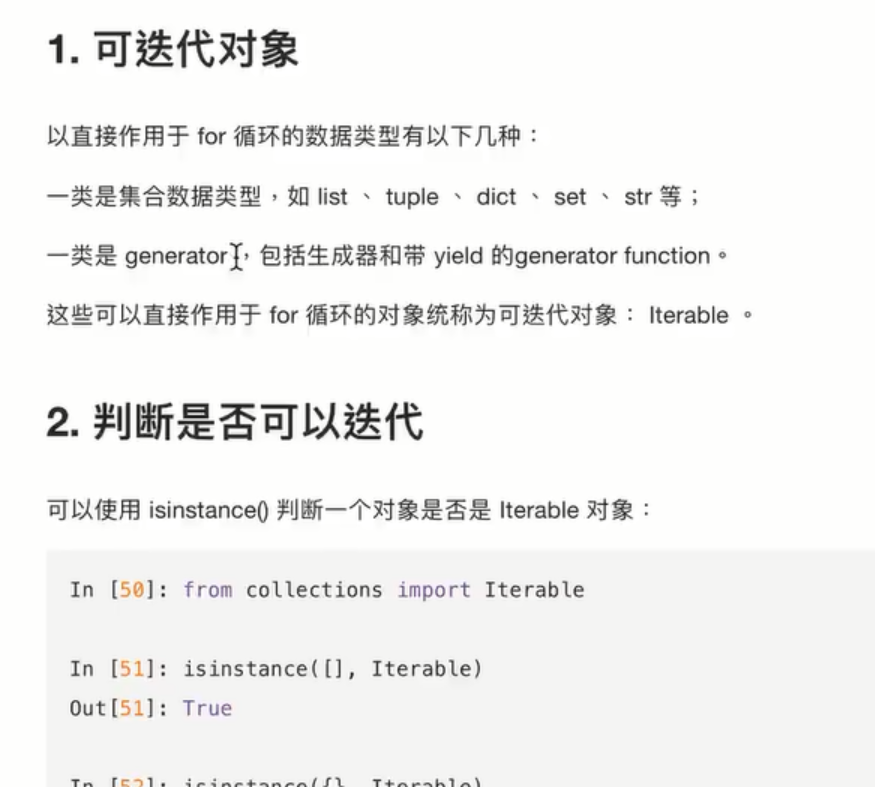 1. 可迭代对象
以直接作用于 for 循环的数据类型有以下几种：
一类是集合数据类型，如 list 、 tuple 、 dict 、 set 、 str 等；
一类是 generator ，包括生成器和带 yield 的generator function。
这些可以直接作用于 for 循环的对象统称为可迭代对象： Iterable 。
2. 判断是否可以迭代
可以使用 isinstance() 判断一个对象是否是 Iterable 对象：
In [50]: from collections import Iterable
In [51]: isinstance([], Iterable)
Out[51]: True
In [52]: isinstance({}, Iterable)